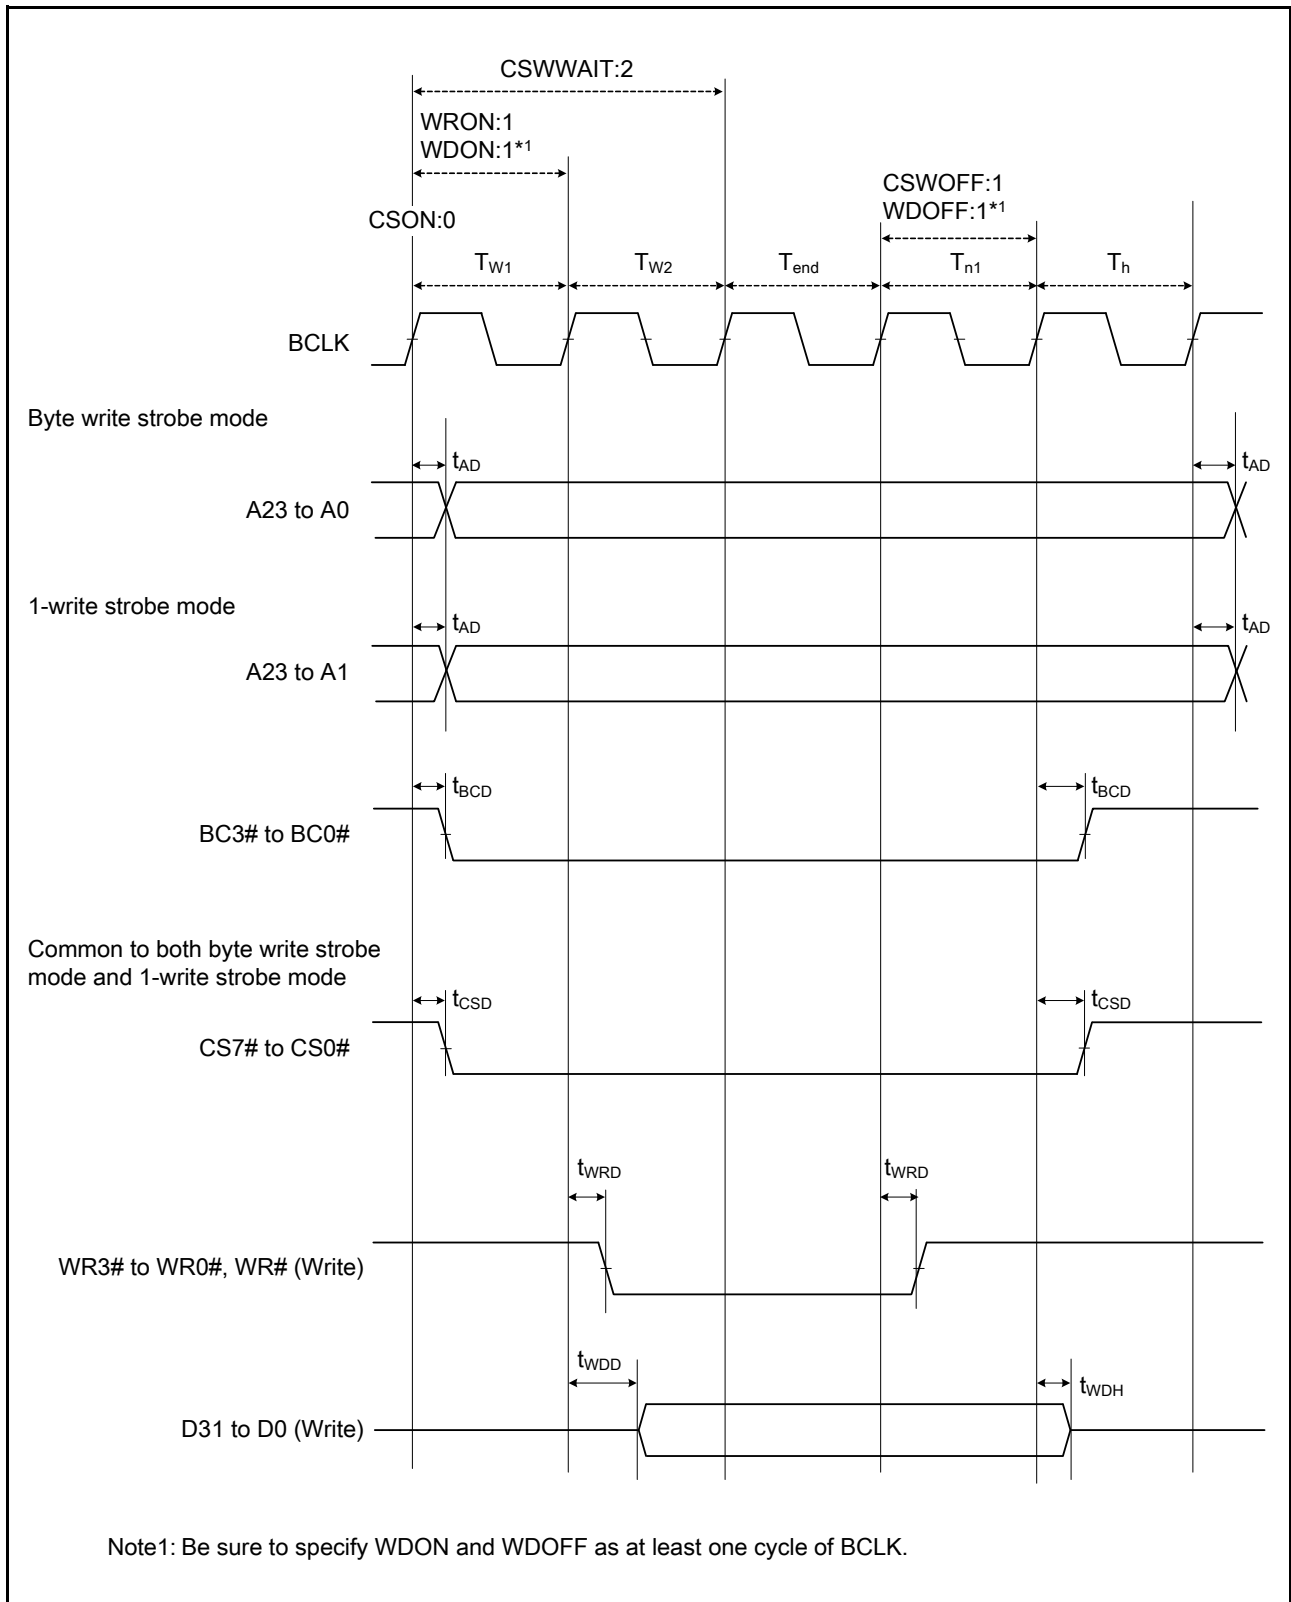 CSWWAIT:2
WRON:1
WDON:1*1
CSWOFF:1
WDOFF:1*1
CSON:0
TW1 TW2 Tend Tn1 Th
BCLK
Byte write strobe mode
tAD tAD
A23 to A0
1-write strobe mode
tAD tAD
A23 to A1
tBCD tBCD
BC3# to BC0#
Common to both byte write strobe
mode and 1-write strobe mode
tCSD tCSD
CS7# to CS0#
tWRD tWRD
WR3# to WR0#, WR# (Write)
tWDD tWDH
D31 to D0 (Write)
Note1: Be sure to specify WDON and WDOFF as at least one cycle of BCLK.